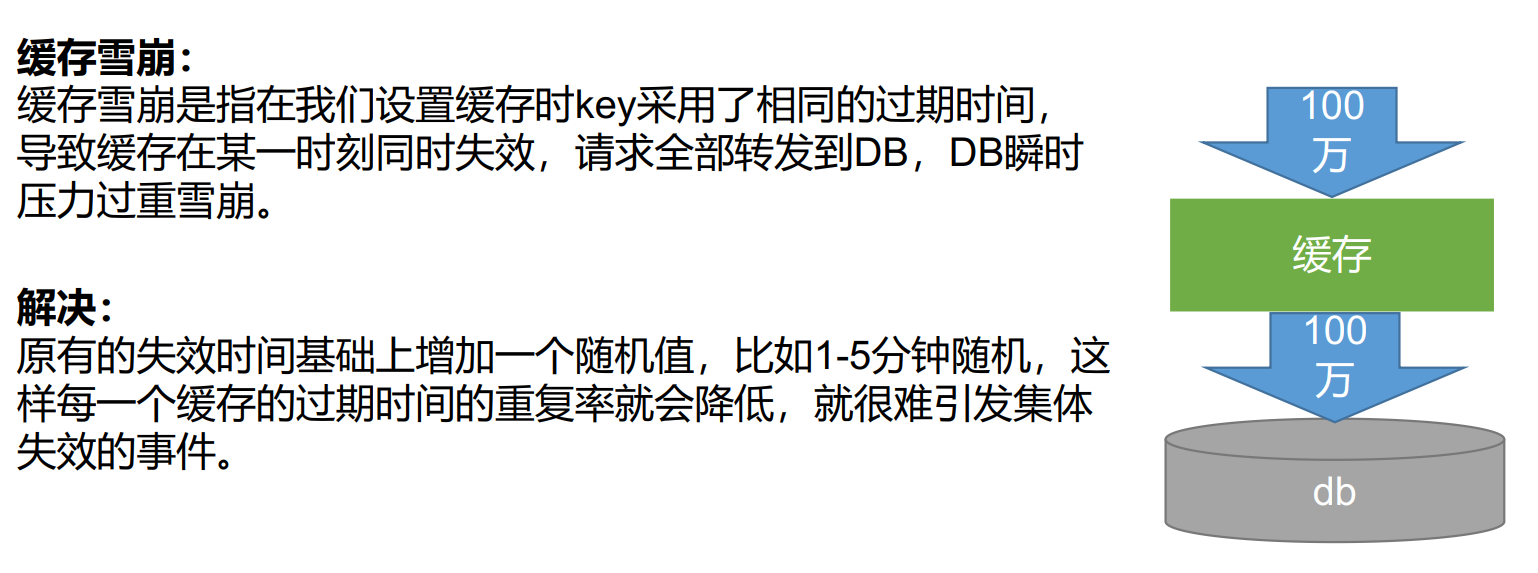 缓存雪崩：
缓存雪崩是指在我们设置缓存时key采用了相同的过期时间，
导致缓存在某一时刻同时失效，请求全部转发到DB，DB瞬时
压力过重雪崩。
解决：
原有的失效时间基础上增加一个随机值，比如1-5分钟随机，这
样每一个缓存的过期时间的重复率就会降低，就很难引发集体
失效的事件。
100
万
缓存
100
万
db